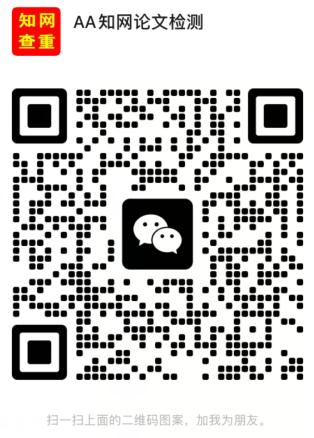 知网
查重
AA知网论文检测
扫一扫上面的二维码图案，加我为朋友。